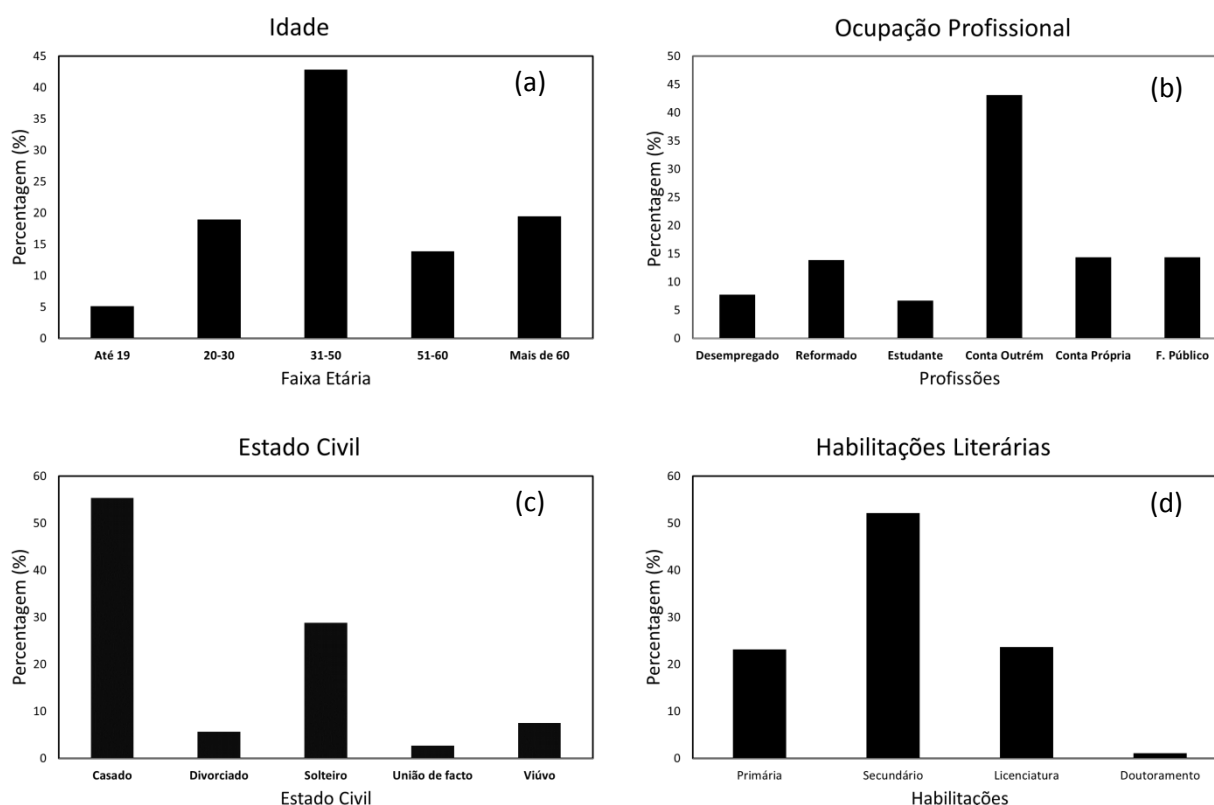 Idade
(a)
Percentagem (%)
45
40
35
30
25
20
15
10
5
0
Até 19 20-30 31-50 51-60 Mais de 60
Faixa Etária
Ocupação Profissional
(b)
Percentagem (%)
50
45
40
35
30
25
20
15
10
5
0
Desempregado Reformado Estudante Conta Outrém Conta Própria F. Público
Profissões
Estado Civil
(c)
Percentagem (%)
60
50
40
30
20
10
0
Casado Divorciado Solteiro União de facto Viúvo
Estado Civil
Habilitações Literárias
(d)
Percentagem (%)
60
50
40
30
20
10
0
Primária Secundário Licenciatura Doutoramento
Habilitações